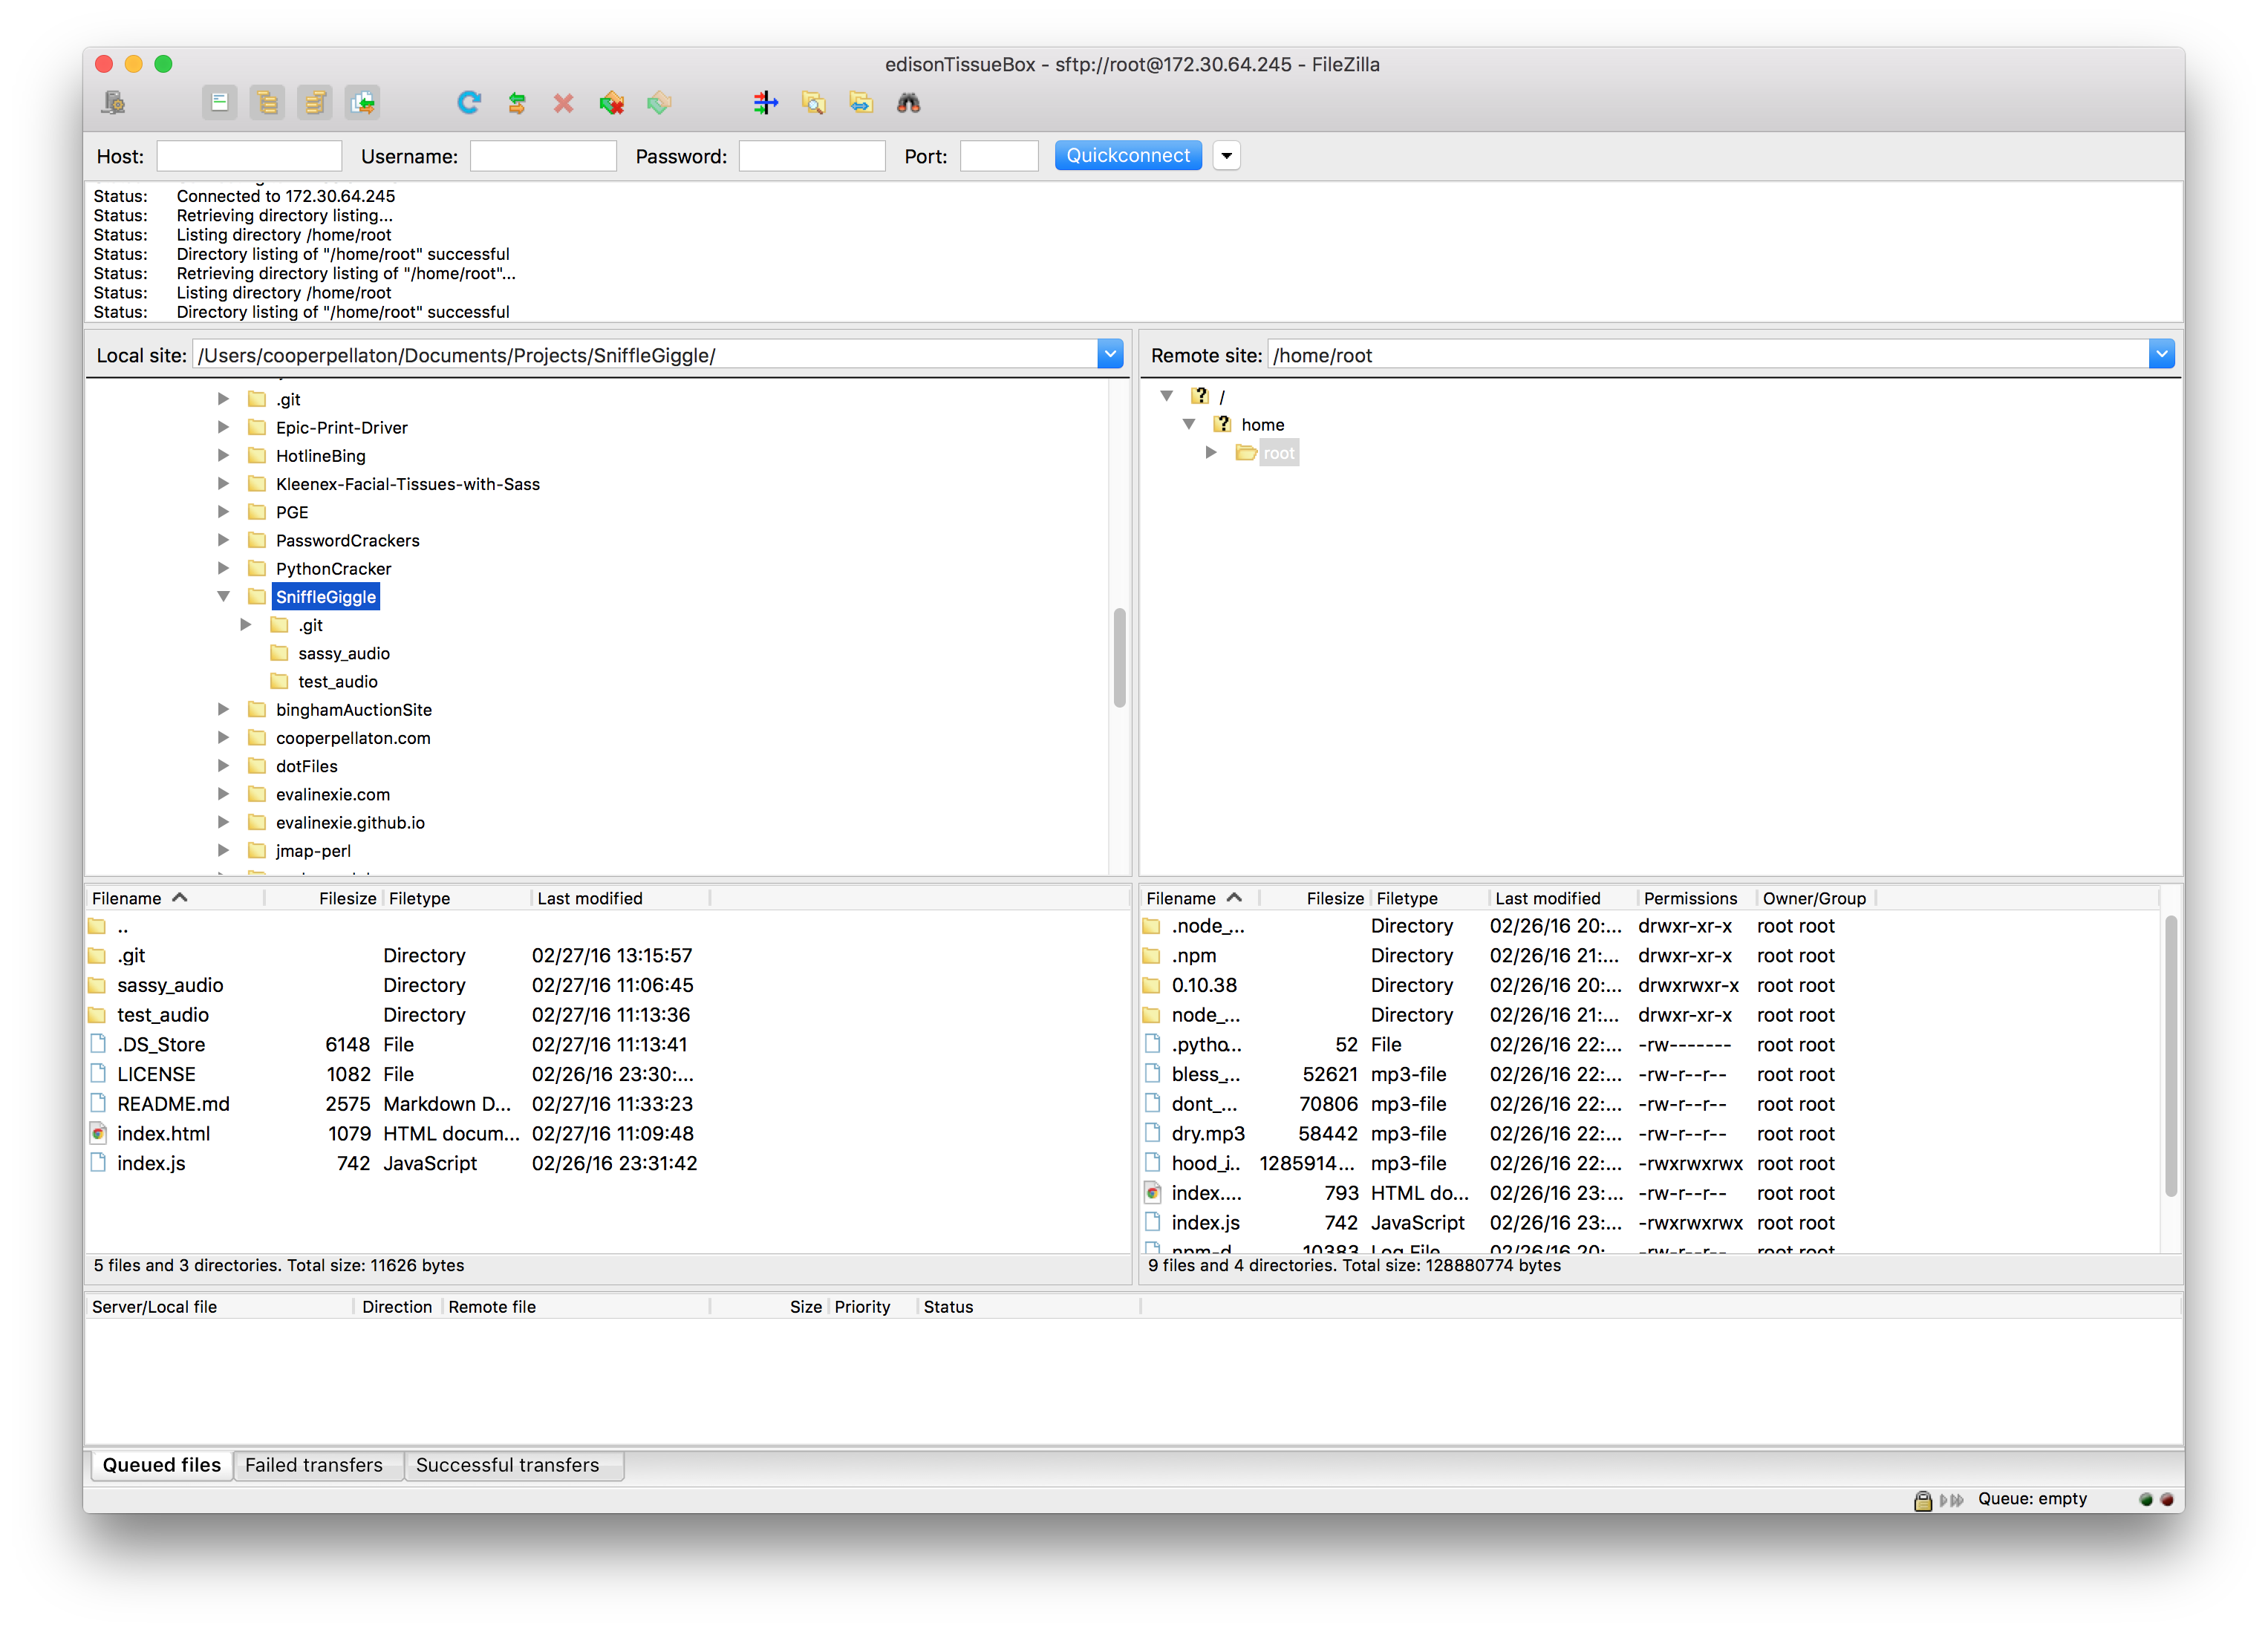 edisonTissueBox - sftp://root@172.30.64.245 - FileZilla
Host: Username: Password: Port: Quickconnect
Status: Connected to 172.30.64.245
Status: Retrieving directory listing...
Status: Listing directory /home/root
Status: Directory listing of "/home/root" successful
Status: Retrieving directory listing of "/home/root"...
Status: Listing directory /home/root
Status: Directory listing of "/home/root" successful
Local site: /Users/cooperpellaton/Documents/Projects/SniffleGiggle/
.git
Epic-Print-Driver
HotlineBing
Kleenex-Facial-Tissues-with-Sass
PGE
PasswordCrackers
PythonCracker
SniffleGiggle
.git
sassy_audio
test_audio
binghamAuctionSite
cooperpellaton.com
dotFiles
evalinexie.com
evalinexie.github.io
jmap-perl
Remote site: /home/root
/
home
root
Filename Filesize Filetype Last modified
..
.git Directory 02/27/16 13:15:57
sassy_audio Directory 02/27/16 11:06:45
test_audio Directory 02/27/16 11:13:36
.DS_Store 6148 File 02/27/16 11:13:41
LICENSE 1082 File 02/26/16 23:30:...
README.md 2575 Markdown D... 02/27/16 11:33:23
index.html 1079 HTML docum... 02/27/16 11:09:48
index.js 742 JavaScript 02/26/16 23:31:42
5 files and 3 directories. Total size: 11626 bytes
Filename Filesize Filetype Last modified Permissions Owner/Group
.node_... Directory 02/26/16 20:... drwxr-xr-x root root
.npm Directory 02/26/16 21:... drwxr-xr-x root root
0.10.38 Directory 02/26/16 20:... drwxrwxr-x root root
node_... Directory 02/26/16 21:... drwxr-xr-x root root
.pytho... 52 File 02/26/16 22:... -rw------- root root
bless_... 52621 mp3-file 02/26/16 22:... -rw-r--r-- root root
dont_... 70806 mp3-file 02/26/16 22:... -rw-r--r-- root root
dry.mp3 58442 mp3-file 02/26/16 22:... -rw-r--r-- root root
hood_i... 1285914... mp3-file 02/26/16 22:... -rwxrwxrwx root root
index.... 793 HTML do... 02/26/16 23:... -rw-r--r-- root root
index.js 742 JavaScript 02/26/16 23:... -rwxrwxrwx root root
npm-d 10383 Log File 02/26/16 20: -rw-r--r-- root root
9 files and 4 directories. Total size: 128880774 bytes
Server/Local file Direction Remote file Size Priority Status
Queued files Failed transfers Successful transfers
Queue: empty